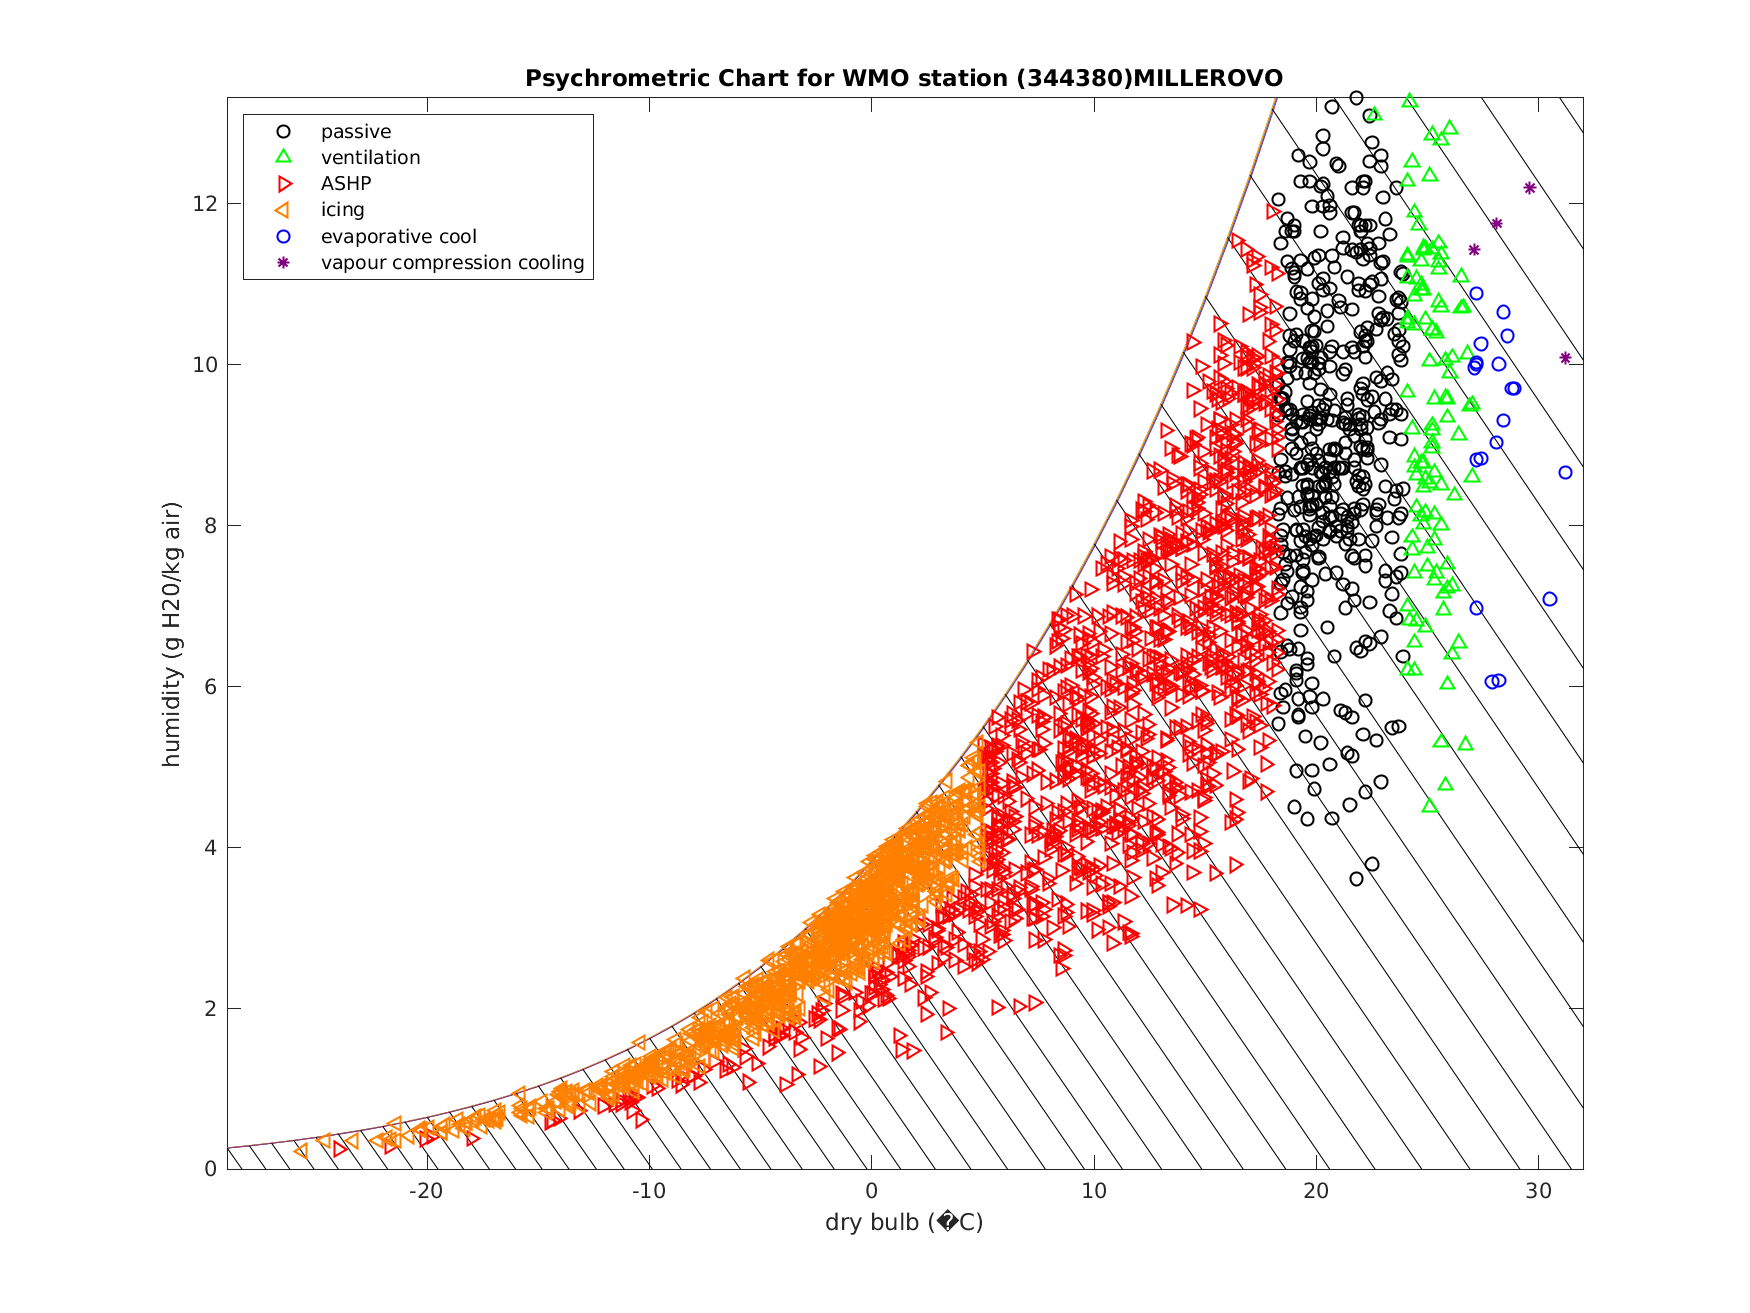 Psychrometric Chart for WMO station (344380)MILLEROVO
passive
ventilation
ASHP
icing
evaporative cool
vapour compression cooling
humidity (g H20/kg air)
12
10
8
6
4
2
0
-20 -10 0 10 20 30
dry bulb (�C)